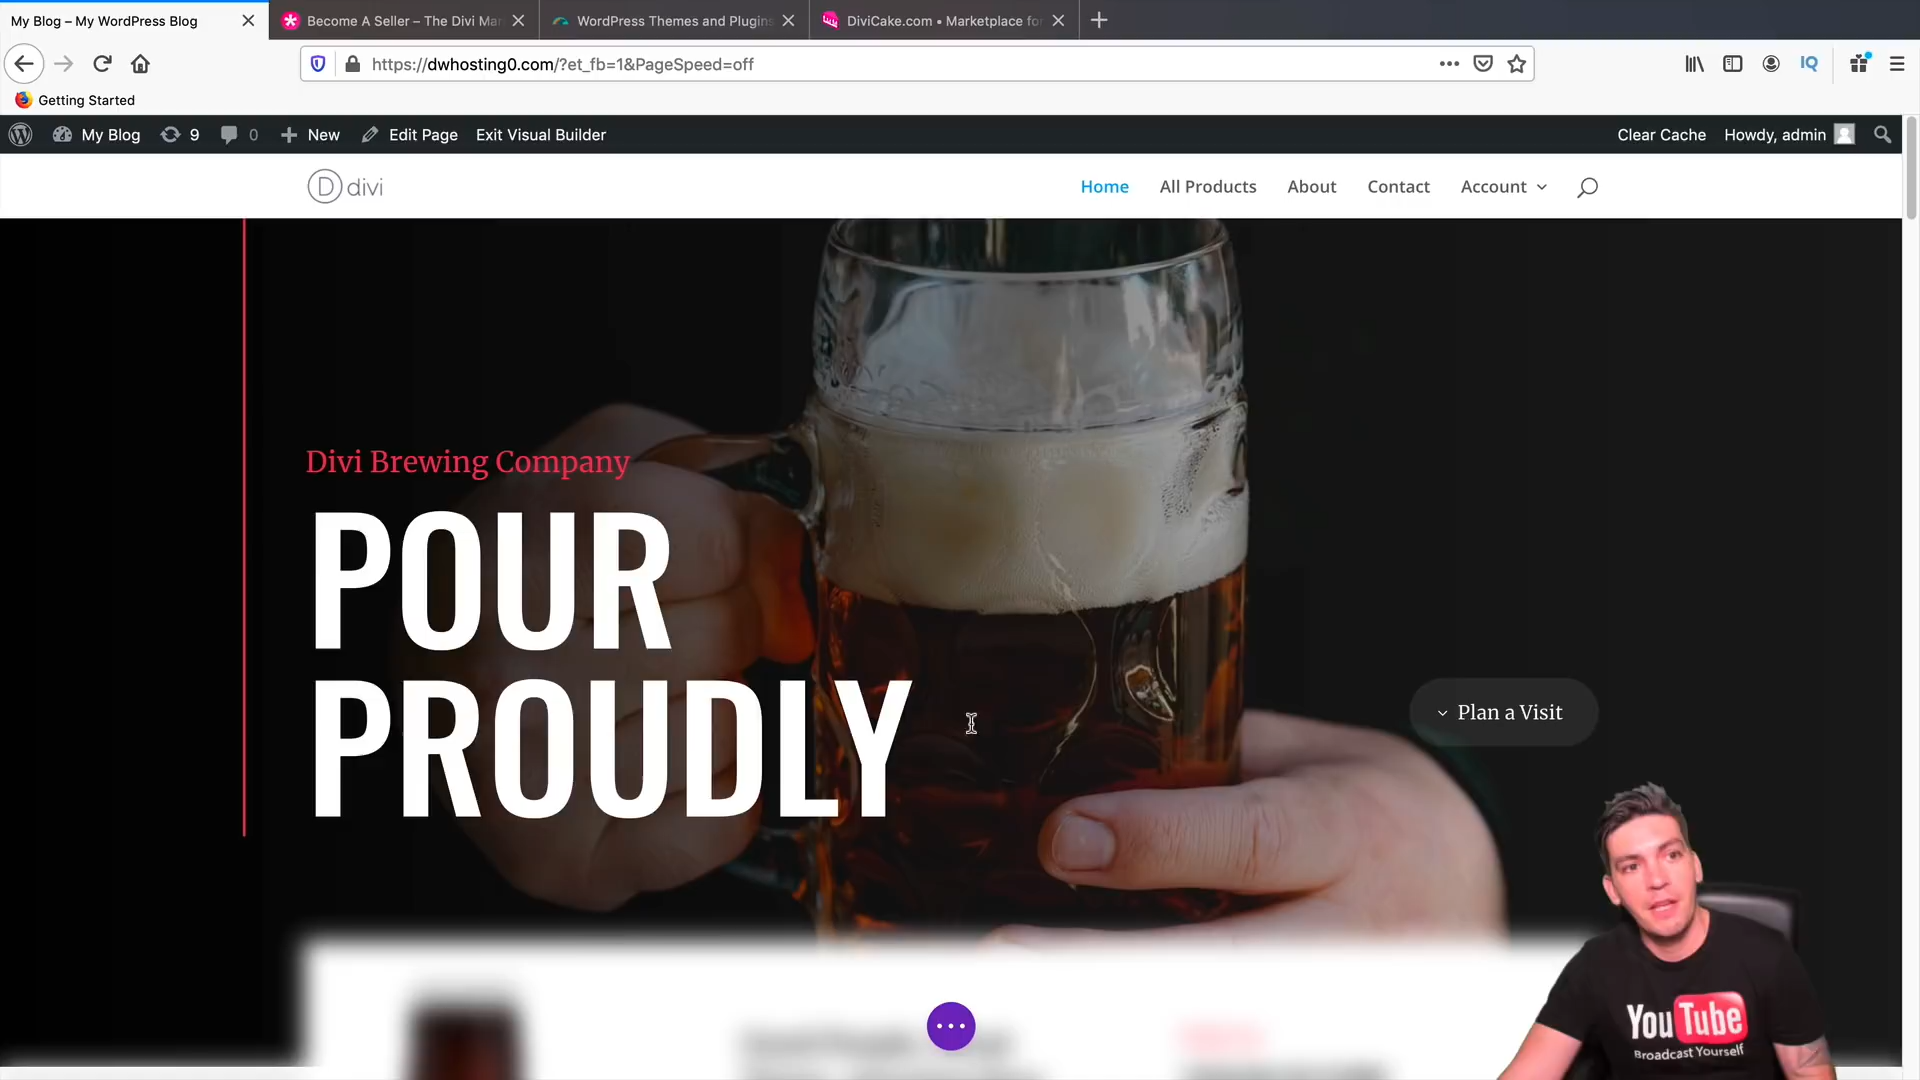 My Blog – My WordPress Blog
Become A Seller – The Divi Mar
WordPress Themes and Plugins
DiviCake.com • Marketplace for
https://dwhosting0.com/?et_fb=1&PageSpeed=off
IQ
Getting Started
My Blog
9
0
New
Edit Page
Exit Visual Builder
Clear Cache
Howdy, admin
D divi
Home
All Products
About
Contact
Account
Divi Brewing Company
POUR
PROUDLY
Plan a Visit
YouTube
Broadcast Yourself